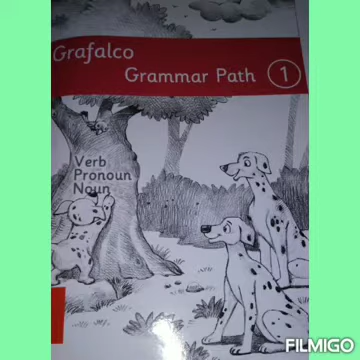 Grafalco
Grammar Path 1
Verb
Pronoun
Noun
FILMIGO